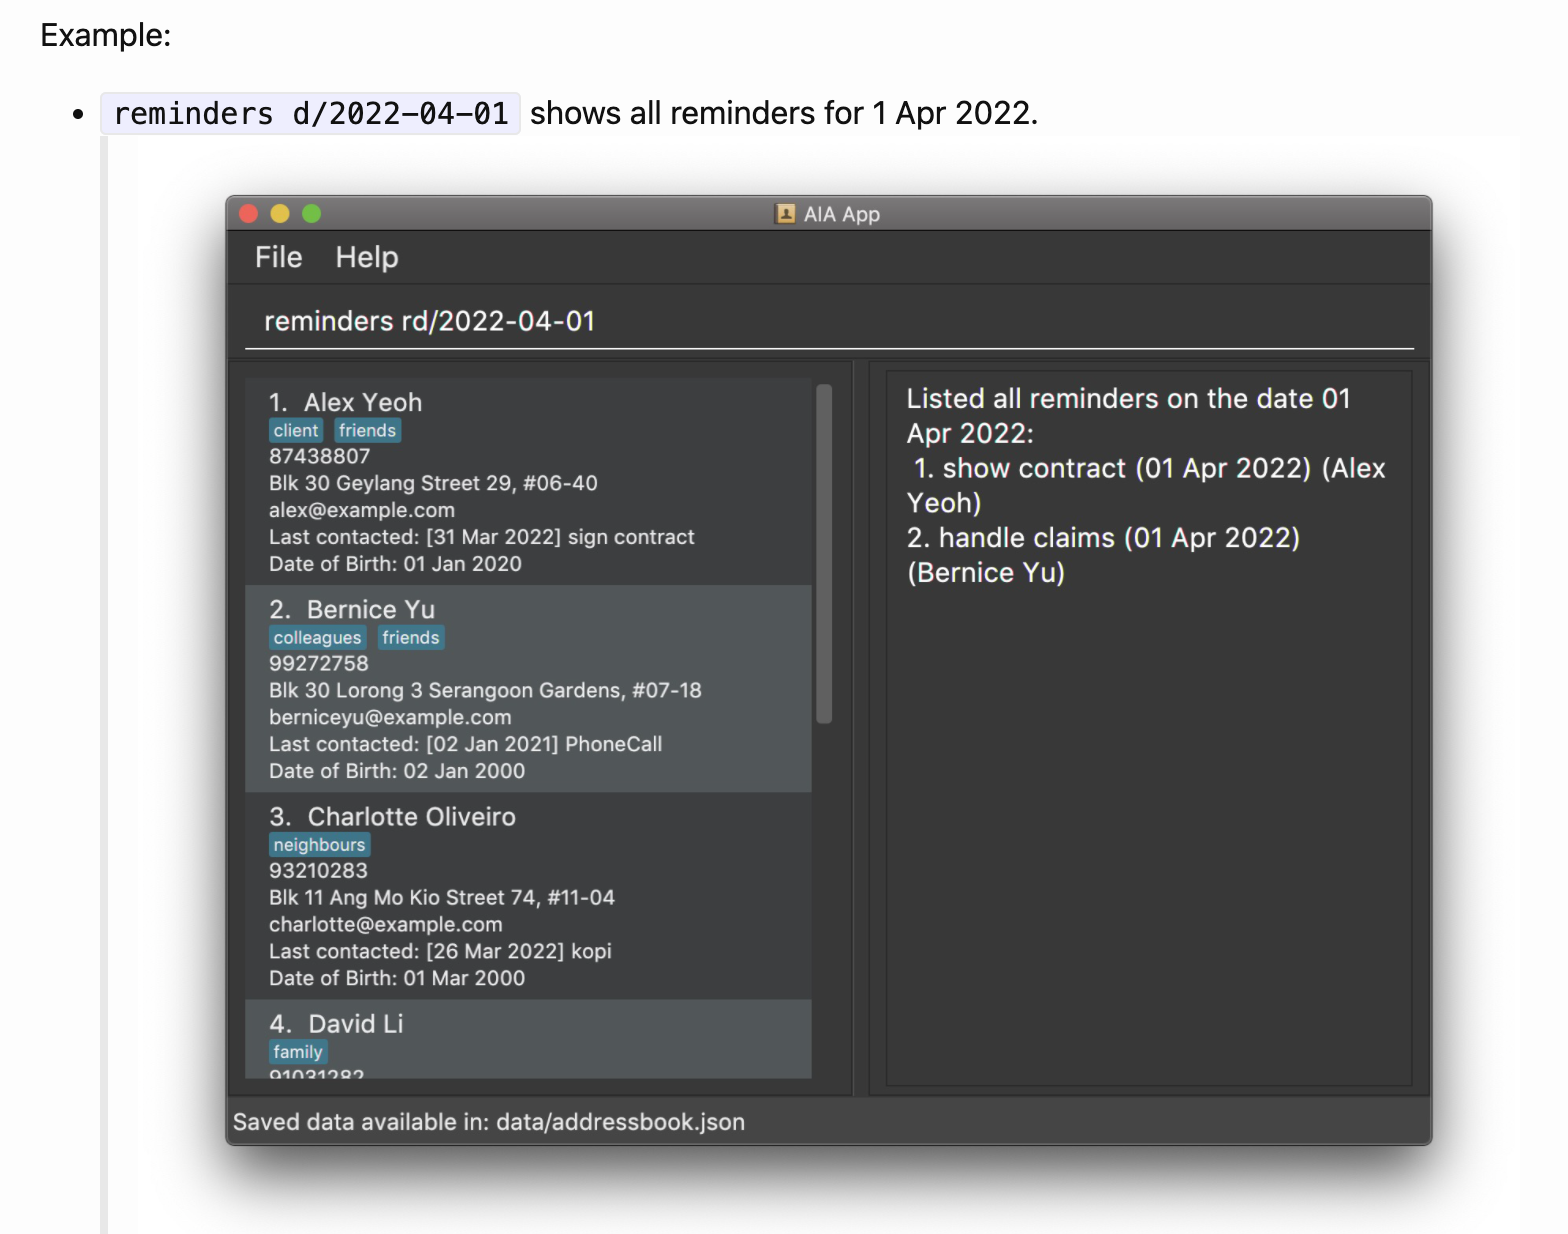 Example:
reminders d/2022-04-01 shows all reminders for 1 Apr 2022.
AIA App
File Help
reminders rd/2022-04-01
1. Alex Yeoh
client friends
87438807
Blk 30 Geylang Street 29, #06-40
alex@example.com
Last contacted: [31 Mar 2022] sign contract
Date of Birth: 01 Jan 2020
2. Bernice Yu
colleagues friends
99272758
Blk 30 Lorong 3 Serangoon Gardens, #07-18
berniceyu@example.com
Last contacted: [02 Jan 2021] PhoneCall
Date of Birth: 02 Jan 2000
3. Charlotte Oliveiro
neighbours
93210283
Blk 11 Ang Mo Kio Street 74, #11-04
charlotte@example.com
Last contacted: [26 Mar 2022] kopi
Date of Birth: 01 Mar 2000
4. David Li
family
91031282
Listed all reminders on the date 01
Apr 2022:
1. show contract (01 Apr 2022) (Alex
Yeoh)
2. handle claims (01 Apr 2022)
(Bernice Yu)
Saved data available in: data/addressbook.json